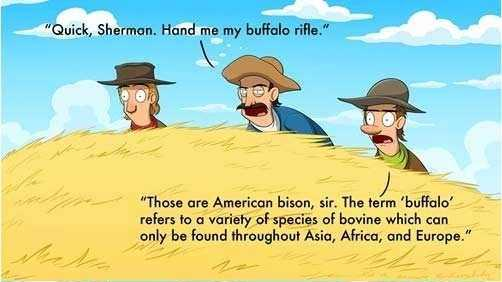 “Quick, Sherman. Hand me my buffalo rifle.”
“Those are American bison, sir. The term ‘buffalo’
refers to a variety of species of bovine which can
only be found throughout Asia, Africa, and Europe.”